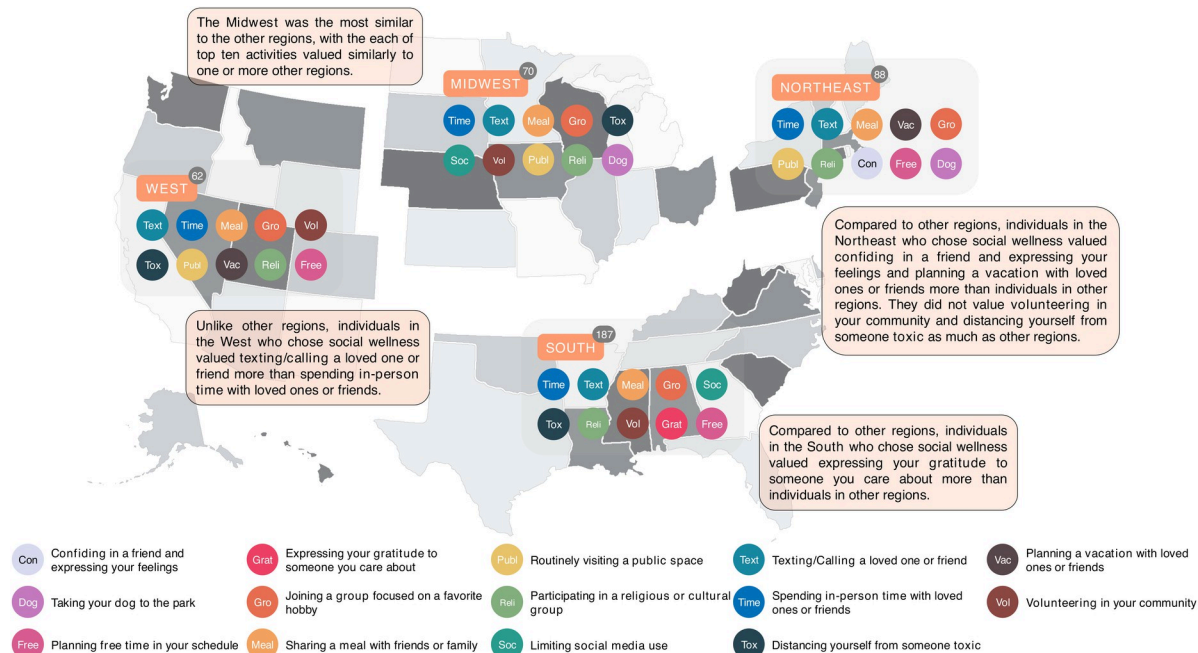 The Midwest was the most similar
to the other regions, with the each of
top ten activities valued similarly to
one or more other regions.
MIDWEST
70
Time
Text
Meal
Gro
Tox
Soc
Vol
Publ
Reli
Dog
NORTHEAST
88
Time
Text
Meal
Vac
Gro
Publ
Reli
Con
Free
Dog
WEST
62
Text
Time
Meal
Gro
Vol
Tox
Publ
Vac
Reli
Free
Compared to other regions, individuals in the
Northeast who chose social wellness valued
confiding in a friend and expressing your
feelings and planning a vacation with loved
ones or friends more than individuals in other
regions. They did not value volunteering in
your community and distancing yourself from
someone toxic as much as other regions.
Unlike other regions, individuals in
the West who chose social wellness
valued texting/calling a loved one or
friend more than spending in-person
time with loved ones or friends.
SOUTH
187
Time
Text
Meal
Gro
Soc
Tox
Reli
Vol
Grat
Free
Compared to other regions, individuals
in the South who chose social wellness
valued expressing your gratitude to
someone you care about more than
individuals in other regions.
Con
Confiding in a friend and
expressing your feelings
Grat
Expressing your gratitude to
someone you care about
Publ
Routinely visiting a public space
Text
Texting/Calling a loved one or friend
Vac
Planning a vacation with loved
ones or friends
Dog
Taking your dog to the park
Gro
Joining a group focused on a favorite
hobby
Reli
Participating in a religious or cultural
group
Time
Spending in-person time with loved
ones or friends
Vol
Volunteering in your community
Free
Planning free time in your schedule
Meal
Sharing a meal with friends or family
Soc
Limiting social media use
Tox
Distancing yourself from someone toxic